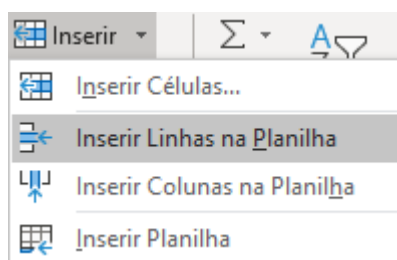 Inserir
Inserir Células...
Inserir Linhas na Planilha
Inserir Colunas na Planilha
Inserir Planilha